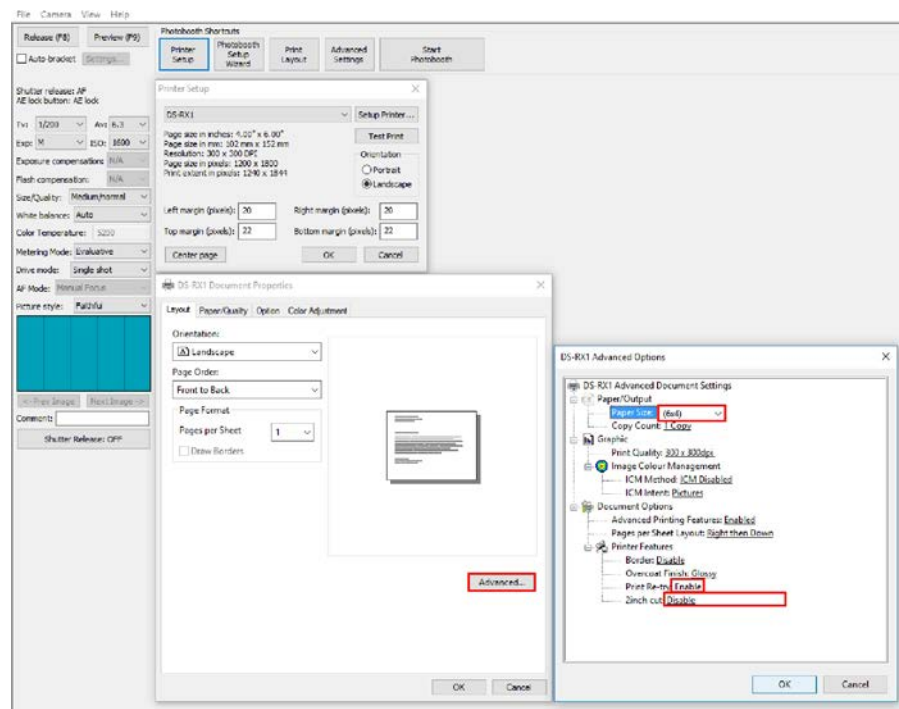 File Camera View Help
Release (F8) Preview (F9)
Auto-bracket Settings...
Shutter release: AF
AE lock button: AE lock
Tv: 1/200 Av: 6.3
Exp: M ISO: 1600
Exposure compensation: N/A
Flash compensation: N/A
Size/Quality: Medium/normal
White balance: Auto
Color Temperature: 5200
Metering Mode: Evaluative
Drive mode: Single shot
AF Mode: Manual Focus
Picture style: Faithful
<-- Prev Image Next Image -->
Comment:
Shutter Release: OFF
Photobooth Shortcuts
Printer Setup
Photobooth Setup Wizard
Print Layout
Advanced Settings
Start Photobooth
Printer Setup
DS-RX1 Setup Printer...
Page size in inches: 4.00" x 6.00"
Page size in mm: 102 mm x 152 mm
Resolution: 300 x 300 DPI
Page size in pixels: 1200 x 1800
Print extent in pixels: 1240 x 1844
Test Print
Orientation
Portrait
Landscape
Left margin (pixels): 20 Right margin (pixels): 20
Top margin (pixels): 22 Bottom margin (pixels): 22
Center page OK Cancel
DS-RX1 Document Properties
Layout Paper/Quality Option Color Adjustment
Orientation:
Landscape
Page Order:
Front to Back
Page Format
Pages per Sheet 1
Draw Borders
Advanced...
OK Cancel
DS-RX1 Advanced Options
DS-RX1 Advanced Document Settings
Paper/Output
Paper Size: (6x4)
Copy Count: 1 Copy
Graphic
Print Quality: 300 x 300dpi
Image Colour Management
ICM Method: ICM Disabled
ICM Intent: Pictures
Document Options
Advanced Printing Features: Enabled
Pages per Sheet Layout: Right then Down
Printer Features
Border: Disable
Overcoat Finish: Glossy
Print Re-try: Enable
2inch cut: Disable
OK Cancel